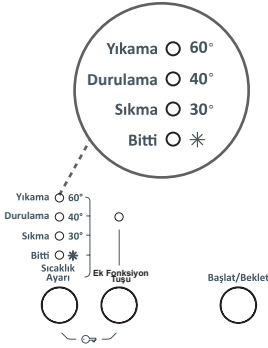 Yıkama 60°
Durulama 40°
Sıkma 30°
Bitti
Yıkama 60°
Durulama 40°
Sıkma 30°
Bitti
Sıcaklık
Ayarı
Ek Fonksiyon
Tuşu
Başlat/Beklet